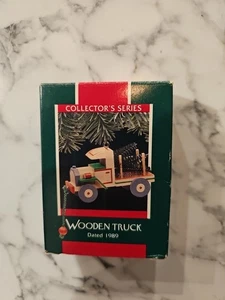 COLLECTOR'S SERIES
WOODEN TRUCK
Dated 1989